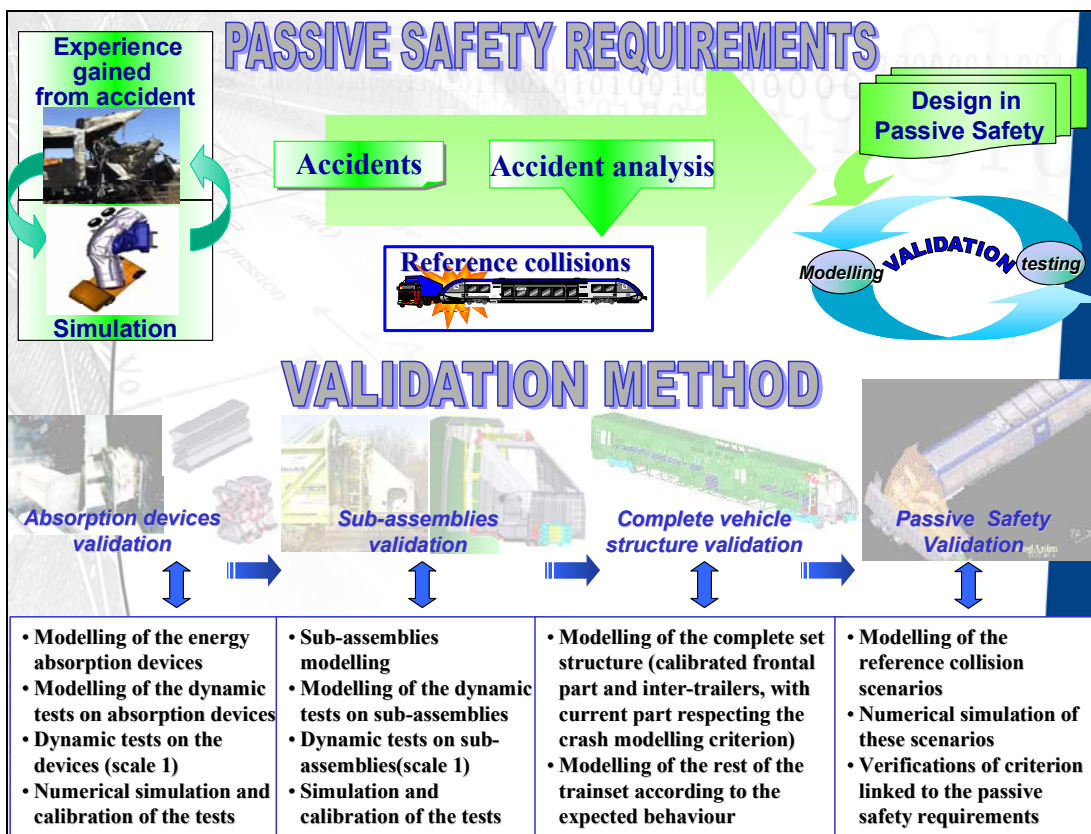 PASSIVE SAFETY REQUIREMENTS
Experience
gained
from accident
Simulation
Accidents
Accident analysis
Reference collisions
Design in
Passive Safety
VALIDATION
Modelling
testing
VALIDATION METHOD
Absorption devices
validation
Sub-assemblies
validation
Complete vehicle
structure validation
Passive Safety
Validation
• Modelling of the energy
absorption devices
• Modelling of the dynamic
tests on absorption devices
• Dynamic tests on the
devices (scale 1)
• Numerical simulation and
calibration of the tests
• Sub-assemblies
modelling
• Modelling of the dynamic
tests on sub-assemblies
• Dynamic tests on sub-
assemblies(scale 1)
• Simulation and
calibration of the tests
• Modelling of the complete set
structure (calibrated frontal
part and inter-trailers, with
current part respecting the
crash modelling criterion)
• Modelling of the rest of the
trainset according to the
expected behaviour
• Modelling of the
reference collision
scenarios
• Numerical simulation of
these scenarios
• Verifications of criterion
linked to the passive
safety requirements